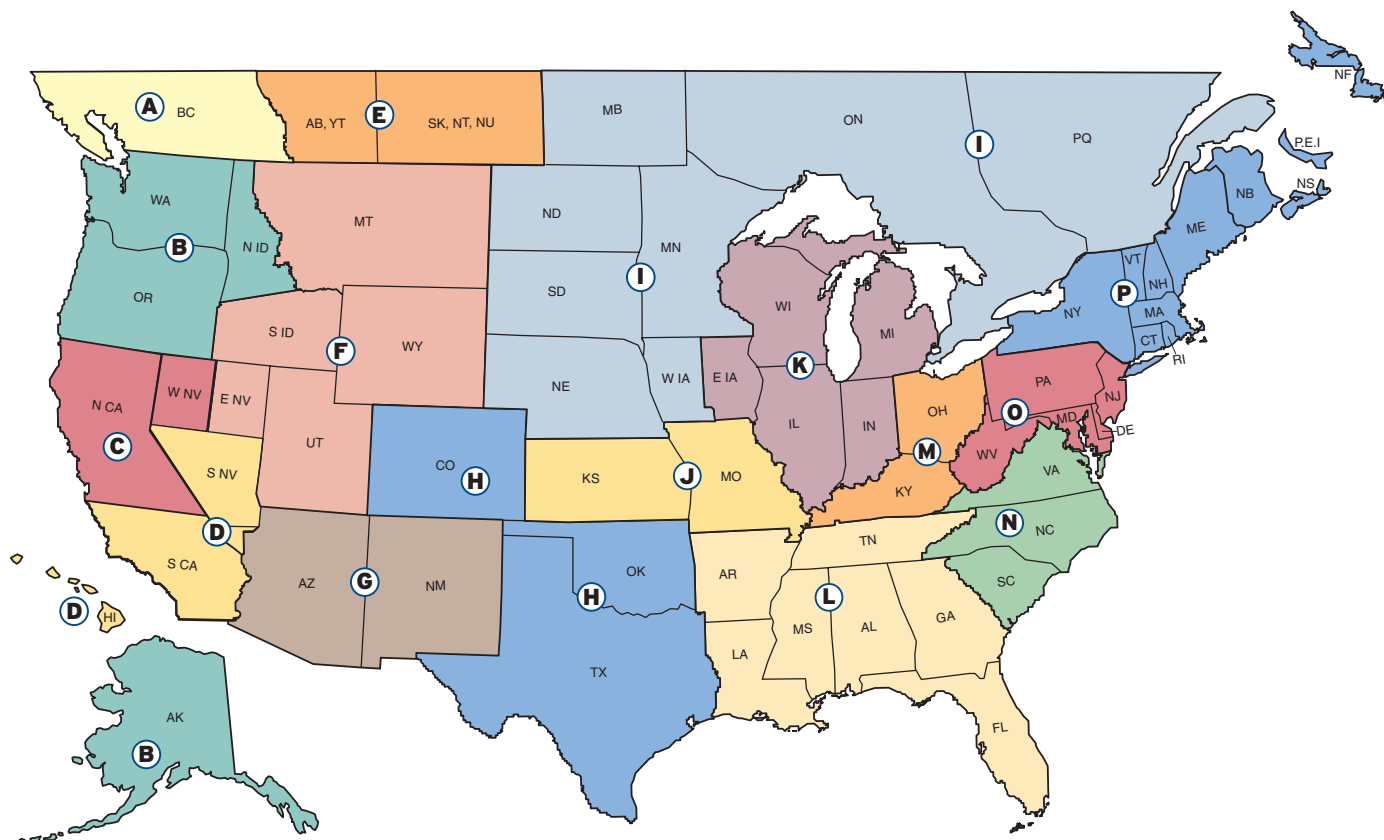 NF
A
BC
E
AB, YT
SK, NT, NU
MB
ON
I
PQ
P.E.I
NS
NB
WA
B
N ID
OR
MT
ND
MN
I
SD
ME
VT
NH
P
NY
MA
CT
RI
S ID
F
WY
WI
MI
K
NE
W IA
E IA
N CA
C
W NV
E NV
UT
S NV
CO
H
KS
J
MO
IL
IN
OH
M
KY
PA
O
NJ
MD
DE
WV
VA
N
NC
SC
D
S CA
AZ
G
NM
OK
H
TX
AR
TN
L
MS
AL
GA
LA
FL
D
HI
AK
B